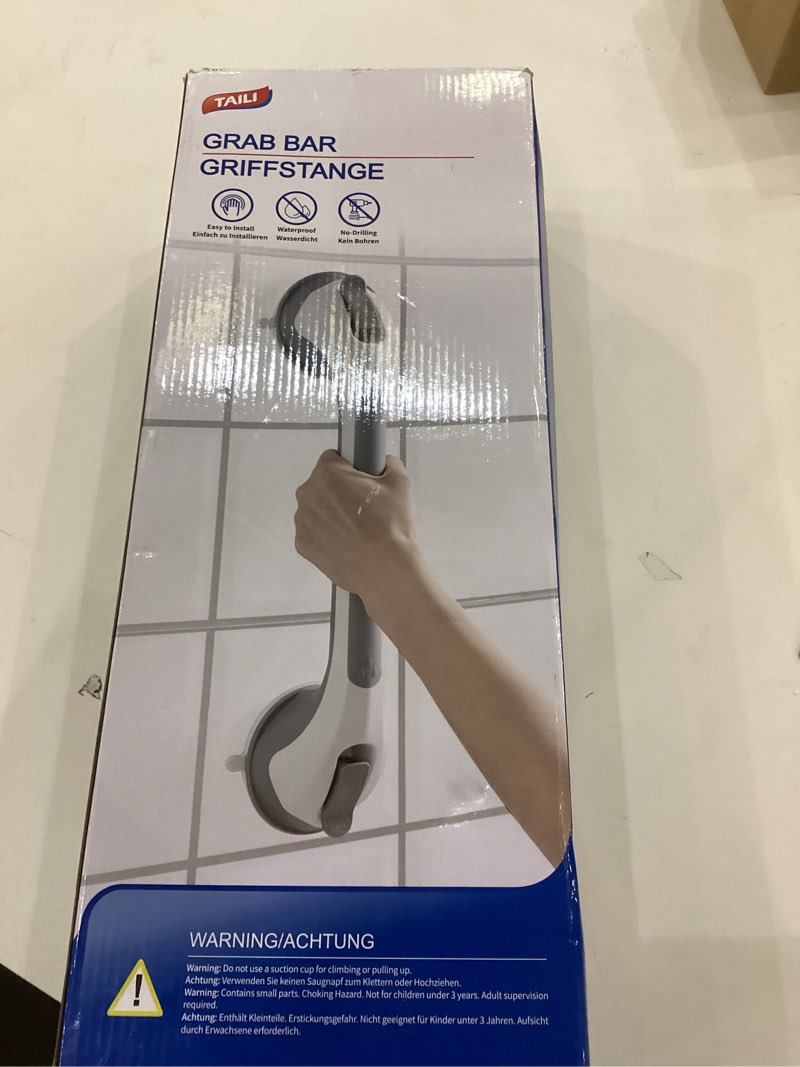 TAILI
GRAB BAR
GRIFFSTANGE
Easy to Install
Einfach zu Installieren
Waterproof
Wasserdicht
No-Drilling
Kein Bohren
WARNING/ACHTUNG
Warning: Do not use a suction cup for climbing or pulling up.
Achtung: Verwenden Sie keinen Saugnapf zum Klettern oder Hochziehen.
Warning: Contains small parts. Choking Hazard. Not for children under 3 years. Adult supervision
required.
Achtung: Enthält Kleinteile. Erstickungsgefahr. Nicht geeignet für Kinder unter 3 Jahren. Aufsicht
durch Erwachsene erforderlich.